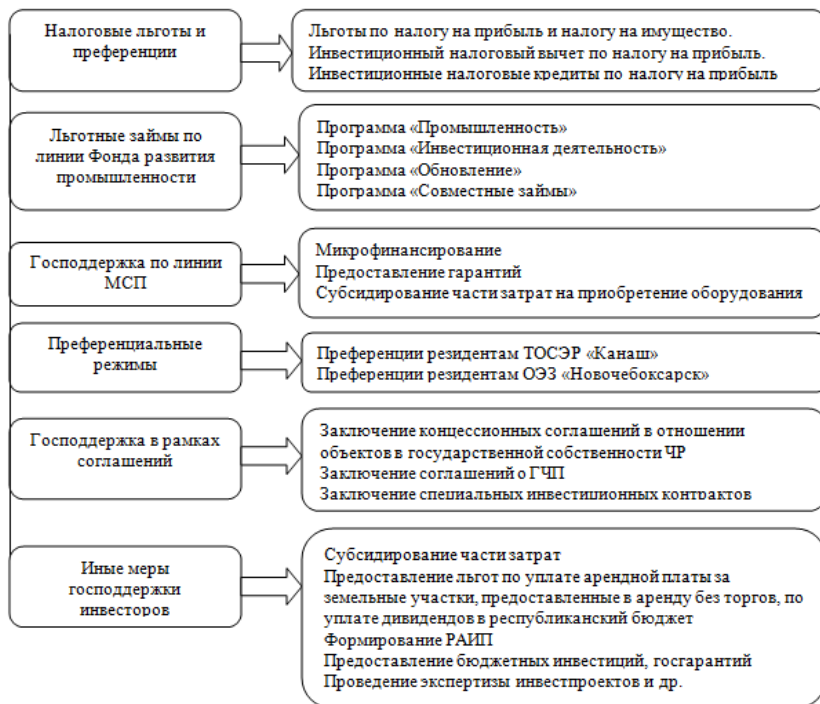 Налоговые льготы и
преференции
Льготы по налогу на прибыль и налогу на имущество.
Инвестиционный налоговый вычет по налогу на прибыль.
Инвестиционные налоговые кредиты по налогу на прибыль
Льготные займы по
линии Фонда развития
промышленности
Программа «Промышленность»
Программа «Инвестиционная деятельность»
Программа «Обновление»
Программа «Совместные займы»
Господдержка по линии
МСП
Микрофинансирование
Предоставление гарантий
Субсидирование части затрат на приобретение оборудования
Преференциальные
режимы
Преференции резидентам ТОСЭР «Канаш»
Преференции резидентам ОЭЗ «Новочебоксарск»
Господдержка в рамках
соглашений
Заключение концессионных соглашений в отношении
объектов в государственной собственности ЧР
Заключение соглашений о ГЧП
Заключение специальных инвестиционных контрактов
Иные меры
господдержки
инвесторов
Субсидирование части затрат
Предоставление льгот по уплате арендной платы за
земельные участки, предоставленные в аренду без торгов, по
уплате дивидендов в республиканский бюджет
Формирование РАИП
Предоставление бюджетных инвестиций, госгарантий
Проведение экспертизы инвестпроектов и др.